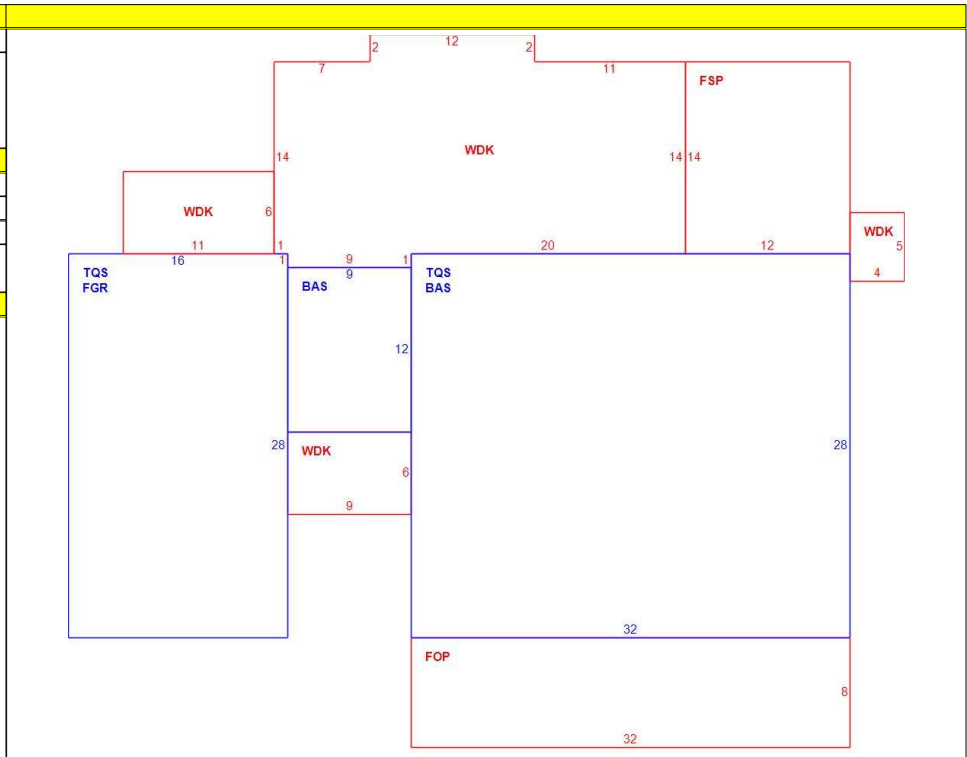 2 12 2
7 11
FSP
WDK
14 14 14
WDK 6
WDK
5
11 1 9 1 20 12
4
16 1 9
TQS
FGR
BAS
TQS
BAS
12
28 28
WDK
6
9
32
FOP
8
32